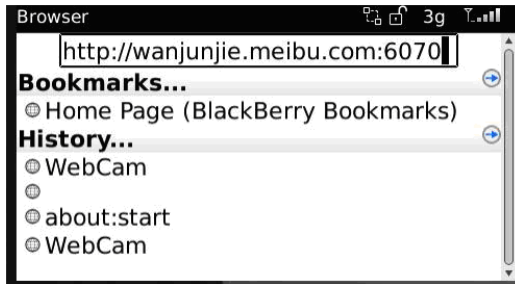 Browser 3g
http://wanjunjie.meibu.com:6070
Bookmarks...
Home Page (BlackBerry Bookmarks)
History...
WebCam
about:start
WebCam